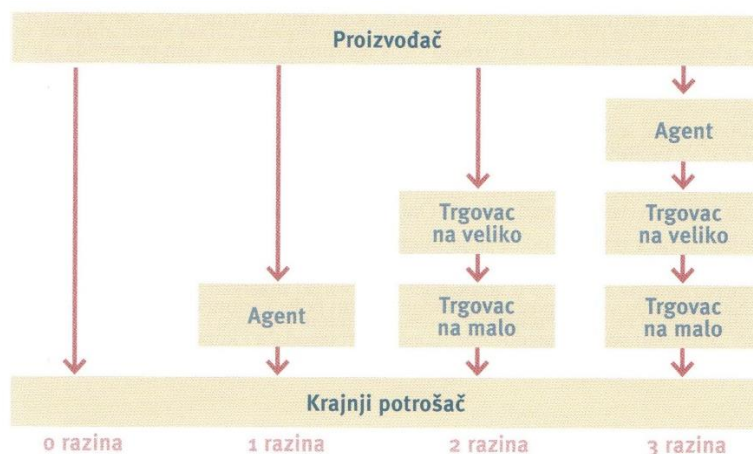 Proizvođač
Agent
Trgovac
na veliko
Trgovac
na veliko
Agent
Trgovac
na malo
Trgovac
na malo
Krajnji potrošač
0 razina
1 razina
2 razina
3 razina